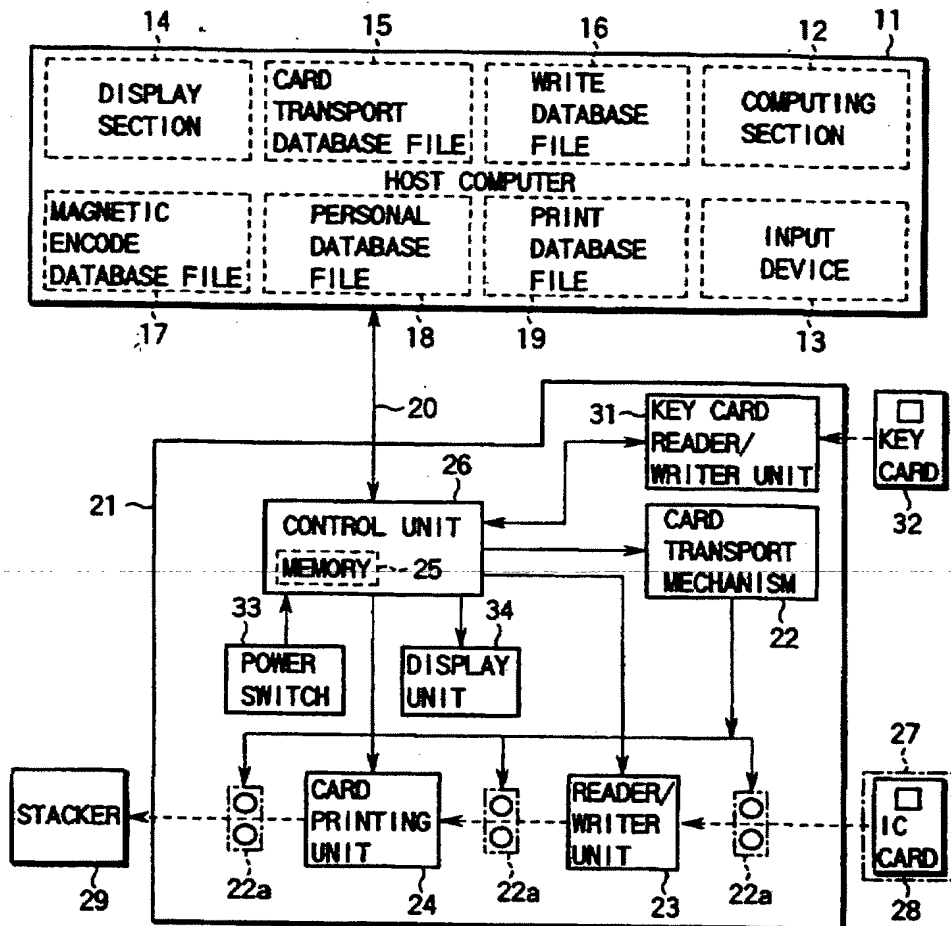 14
15
16
12
11
DISPLAY
SECTION
CARD
TRANSPORT
DATABASE FILE
WRITE
DATABASE
FILE
COMPUTING
SECTION
HOST COMPUTER
MAGNETIC
ENCODE
DATABASE FILE
PERSONAL
DATABASE
FILE
PRINT
DATABASE
FILE
INPUT
DEVICE
17
18
19
13
20
31
KEY CARD
READER/
WRITER UNIT
KEY
CARD
32
21
26
CONTROL UNIT
MEMORY
25
CARD
TRANSPORT
MECHANISM
22
33
POWER
SWITCH
34
DISPLAY
UNIT
27
STACKER
29
CARD
PRINTING
UNIT
READER/
WRITER
UNIT
IC
CARD
22a
24
22a
23
22a
28